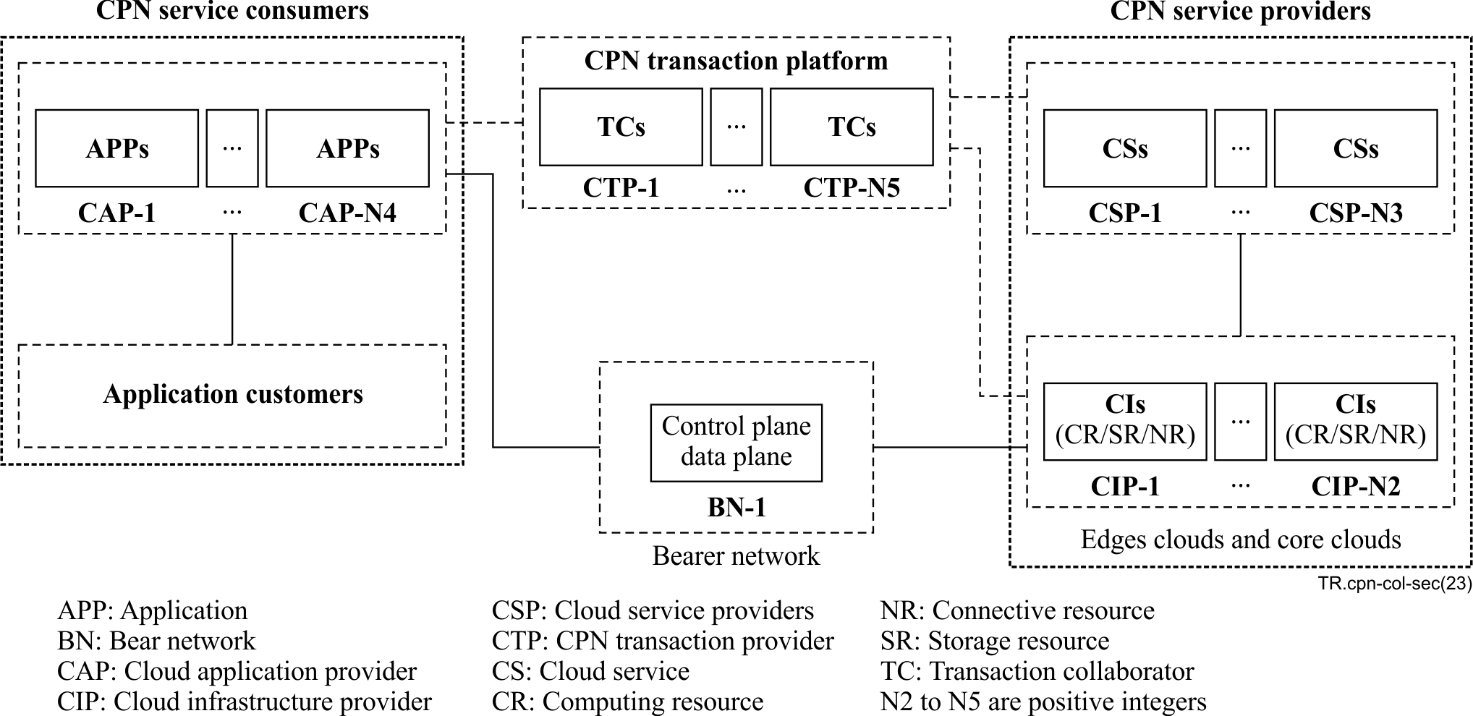 CPN service consumers
CPN service providers
CPN transaction platform
APPs
...
APPs
CAP-1
...
CAP-N4
TCs
...
TCs
CTP-1
...
CTP-N5
CSs
...
CSs
CSP-1
...
CSP-N3
Application customers
Control plane
data plane
BN-1
Bearer network
CIs
(CR/SR/NR)
...
CIs
(CR/SR/NR)
CIP-1
...
CIP-N2
Edges clouds and core clouds
TR.cpn-col-sec(23)
APP: Application
BN: Bear network
CAP: Cloud application provider
CIP: Cloud infrastructure provider
CSP: Cloud service providers
CTP: CPN transaction provider
CS: Cloud service
CR: Computing resource
NR: Connective resource
SR: Storage resource
TC: Transaction collaborator
N2 to N5 are positive integers